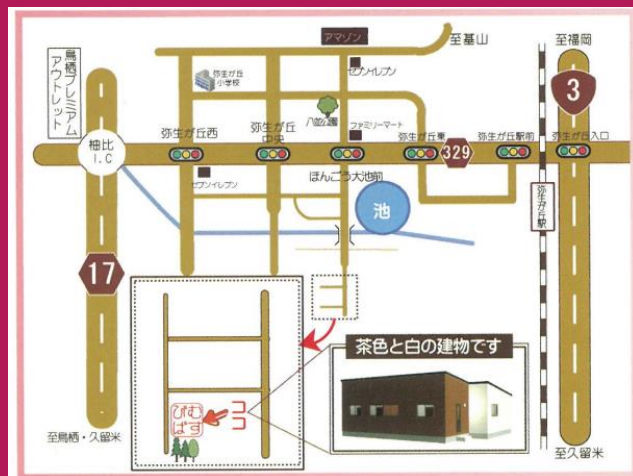 アマゾン
至基山
至福岡
鳥栖プレミアム
アウトレット
弥生が丘
小学校
セブンイレブン
3
八並公園
ファミリーマート
柚比
I.C
弥生が丘西
弥生が丘
中央
弥生が丘東
329
弥生が丘駅前
弥生が丘入口
ほんごう大池前
セブンイレブン
池
弥生が丘駅
17
茶色と白の建物です
ココ
至鳥栖・久留米
至久留米